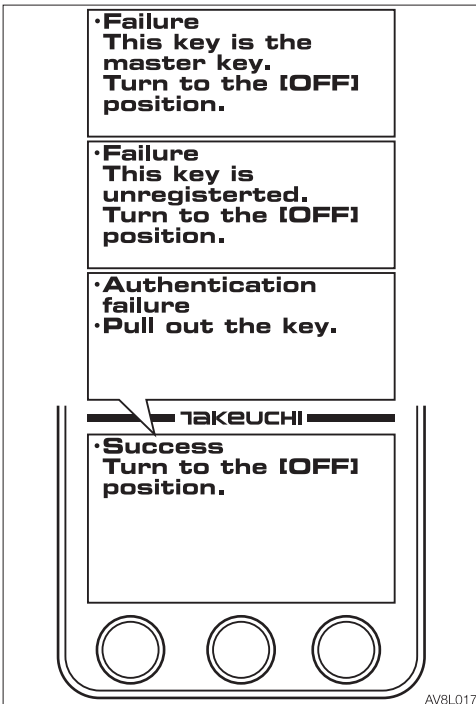 ·Failure
This key is the
master key.
Turn to the [OFF]
position.
·Failure
This key is
unregisterted.
Turn to the [OFF]
position.
·Authentication
failure
·Pull out the key.
TAKEUCHI
·Success
Turn to the [OFF]
position.
AV8L017